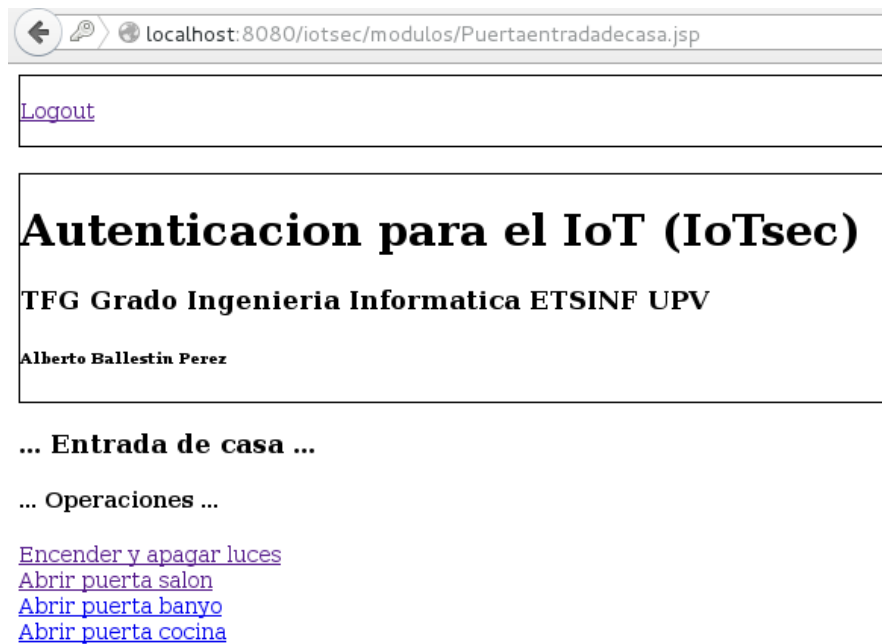 localhost:8080/iotsec/modulos/Puertaentradadecasa.jsp
Logout
Autenticacion para el IoT (IoTsec)
TFG Grado Ingenieria Informatica ETSINF UPV
Alberto Ballestin Perez
... Entrada de casa ...
... Operaciones ...
Encender y apagar luces
Abrir puerta salon
Abrir puerta banyo
Abrir puerta cocina